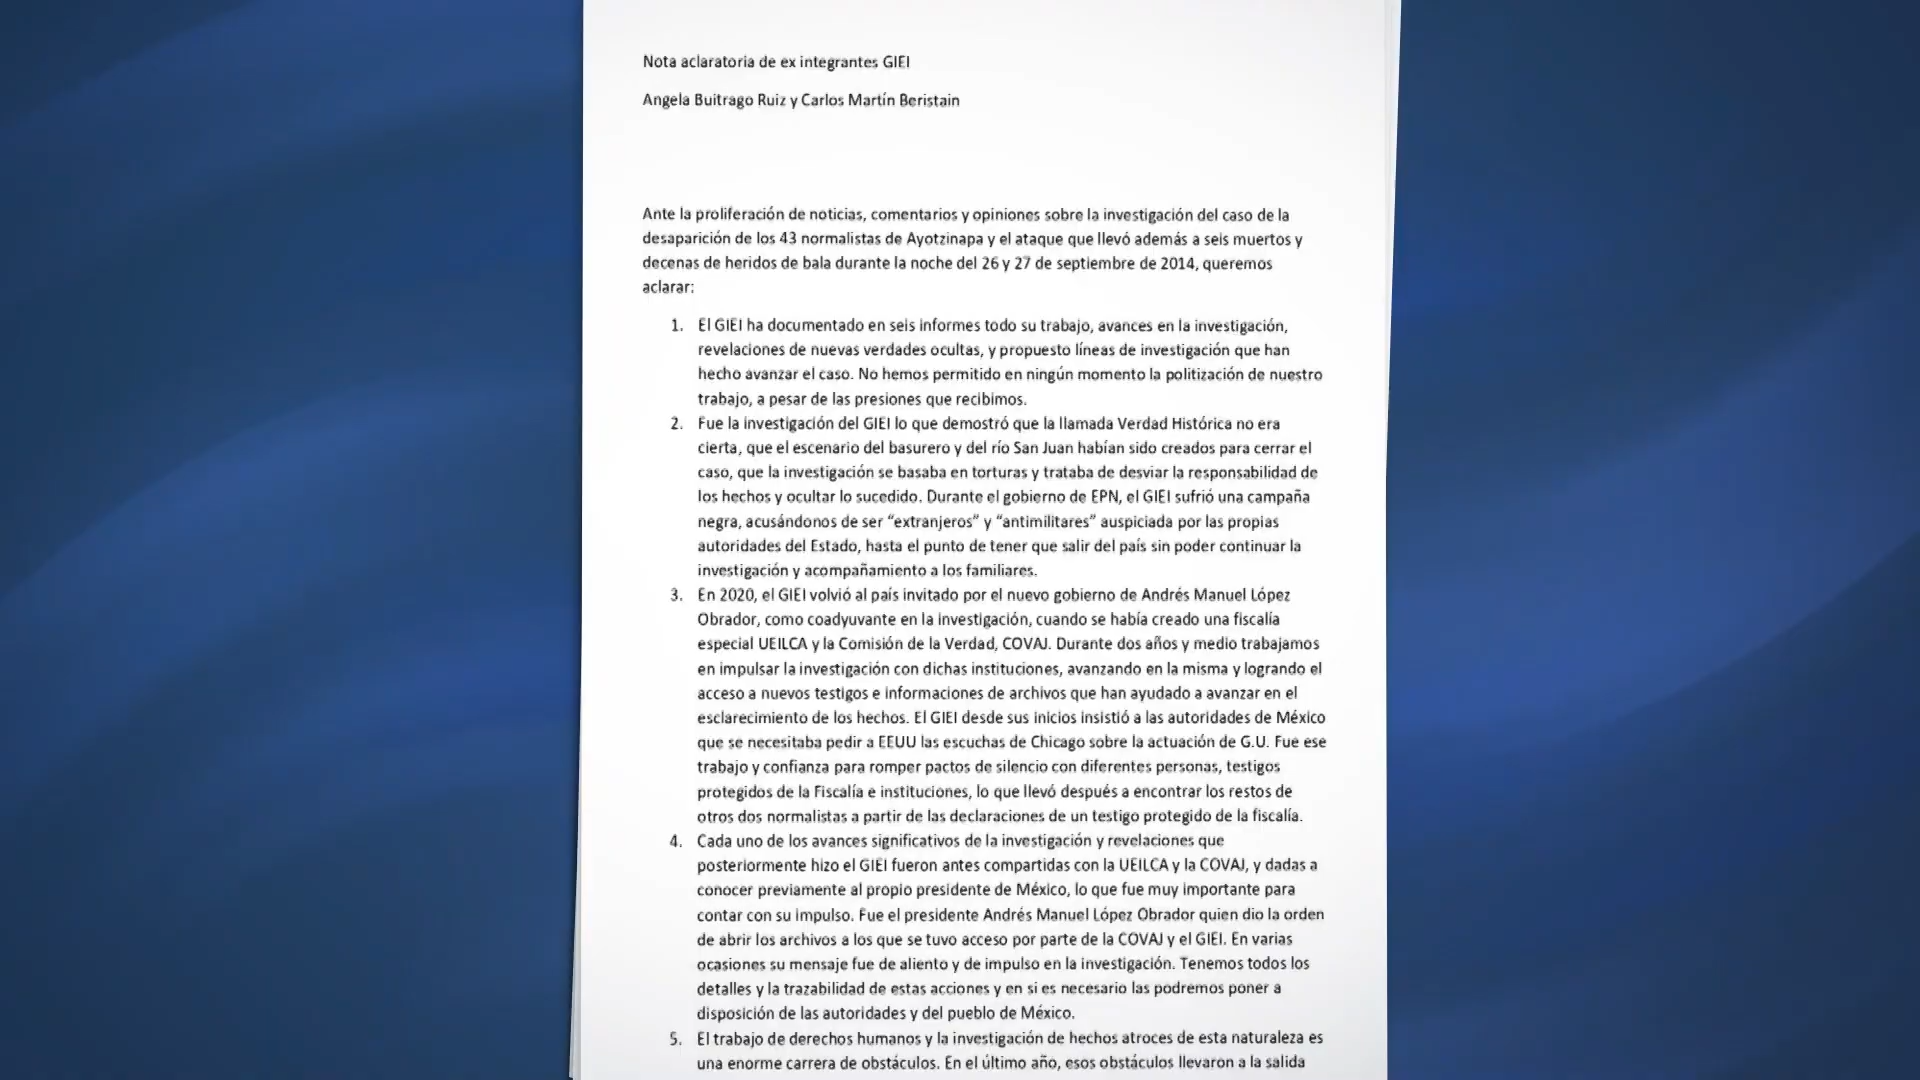 Nota aclaratoria de ex integrantes GIEI
Angela Buitrago Ruiz y Carlos Martín Beristain
Ante la proliferación de noticias, comentarios y opiniones sobre la investigación del caso de la
desaparición de los 43 normalistas de Ayotzinapa y el ataque que llevó además a seis muertos y
decenas de heridos de bala durante la noche del 26 y 27 de septiembre de 2014, queremos
aclarar:
1. El GIEI ha documentado en seis informes todo su trabajo, avances en la investigación,
revelaciones de nuevas verdades ocultas, y propuesto líneas de investigación que han
hecho avanzar el caso. No hemos permitido en ningún momento la politización de nuestro
trabajo, a pesar de las presiones que recibimos.
2. Fue la investigación del GIEI lo que demostró que la llamada Verdad Histórica no era
cierta, que el escenario del basurero y del río San Juan habían sido creados para cerrar el
caso, que la investigación se basaba en torturas y trataba de desviar la responsabilidad de
los hechos y ocultar lo sucedido. Durante el gobierno de EPN, el GIEI sufrió una campaña
negra, acusándonos de ser “extranjeros” y “antimilitares” auspiciada por las propias
autoridades del Estado, hasta el punto de tener que salir del país sin poder continuar la
investigación y acompañamiento a los familiares.
3. En 2020, el GIEI volvió al país invitado por el nuevo gobierno de Andrés Manuel López
Obrador, como coadyuvante en la investigación, cuando se había creado una fiscalía
especial UEILCA y la Comisión de la Verdad, COVAJ. Durante dos años y medio trabajamos
en impulsar la investigación con dichas instituciones, avanzando en la misma y logrando el
acceso a nuevos testigos e informaciones de archivos que han ayudado a avanzar en el
esclarecimiento de los hechos. El GIEI desde sus inicios insistió a las autoridades de México
que se necesitaba pedir a EEUU las escuchas de Chicago sobre la actuación de G.U. Fue ese
trabajo y confianza para romper pactos de silencio con diferentes personas, testigos
protegidos de la Fiscalía e instituciones, lo que llevó después a encontrar los restos de
otros dos normalistas a partir de las declaraciones de un testigo protegido de la fiscalía.
4. Cada uno de los avances significativos de la investigación y revelaciones que
posteriormente hizo el GIEI fueron antes compartidas con la UEILCA y la COVAJ, y dadas a
conocer previamente al propio presidente de México, lo que fue muy importante para
contar con su impulso. Fue el presidente Andrés Manuel López Obrador quien dio la orden
de abrir los archivos a los que se tuvo acceso por parte de la COVAJ y el GIEI. En varias
ocasiones su mensaje fue de aliento y de impulso en la investigación. Tenemos todos los
detalles y la trazabilidad de estas acciones y en si es necesario las podremos poner a
disposición de las autoridades y del pueblo de México.
5. El trabajo de derechos humanos y la investigación de hechos atroces de esta naturaleza es
una enorme carrera de obstáculos. En el último año, esos obstáculos llevaron a la salida